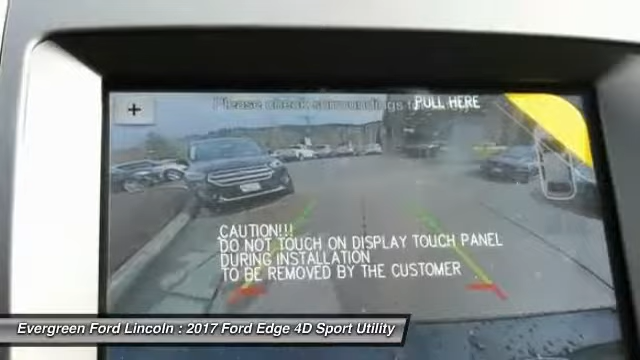 Please check surroundings
PULL HERE
+
CAUTION!!!
DO NOT TOUCH ON DISPLAY TOUCH PANEL
DURING INSTALLATION
TO BE REMOVED BY THE CUSTOMER
Evergreen Ford Lincoln : 2017 Ford Edge 4D Sport Utility